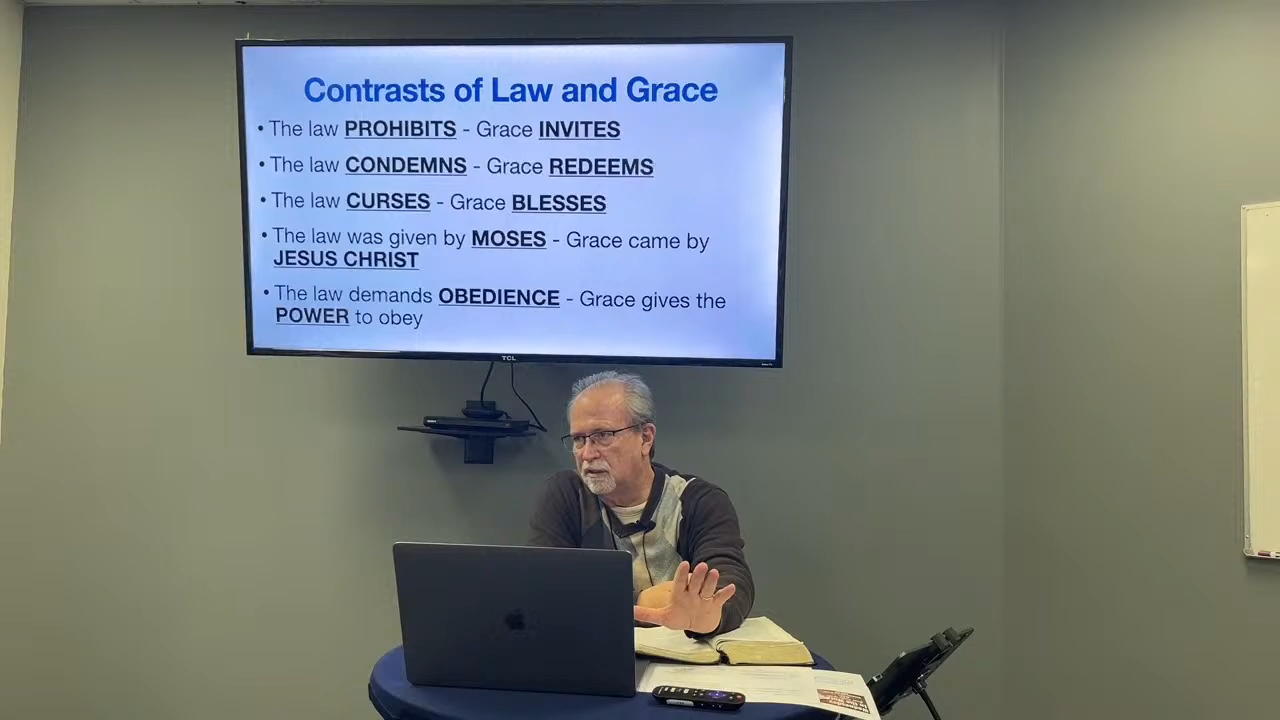 Contrasts of Law and Grace
• The law PROHIBITS - Grace INVITES
• The law CONDEMNS - Grace REDEEMS
• The law CURSES - Grace BLESSES
• The law was given by MOSES - Grace came by
JESUS CHRIST
• The law demands OBEDIENCE - Grace gives the
POWER to obey
TCL